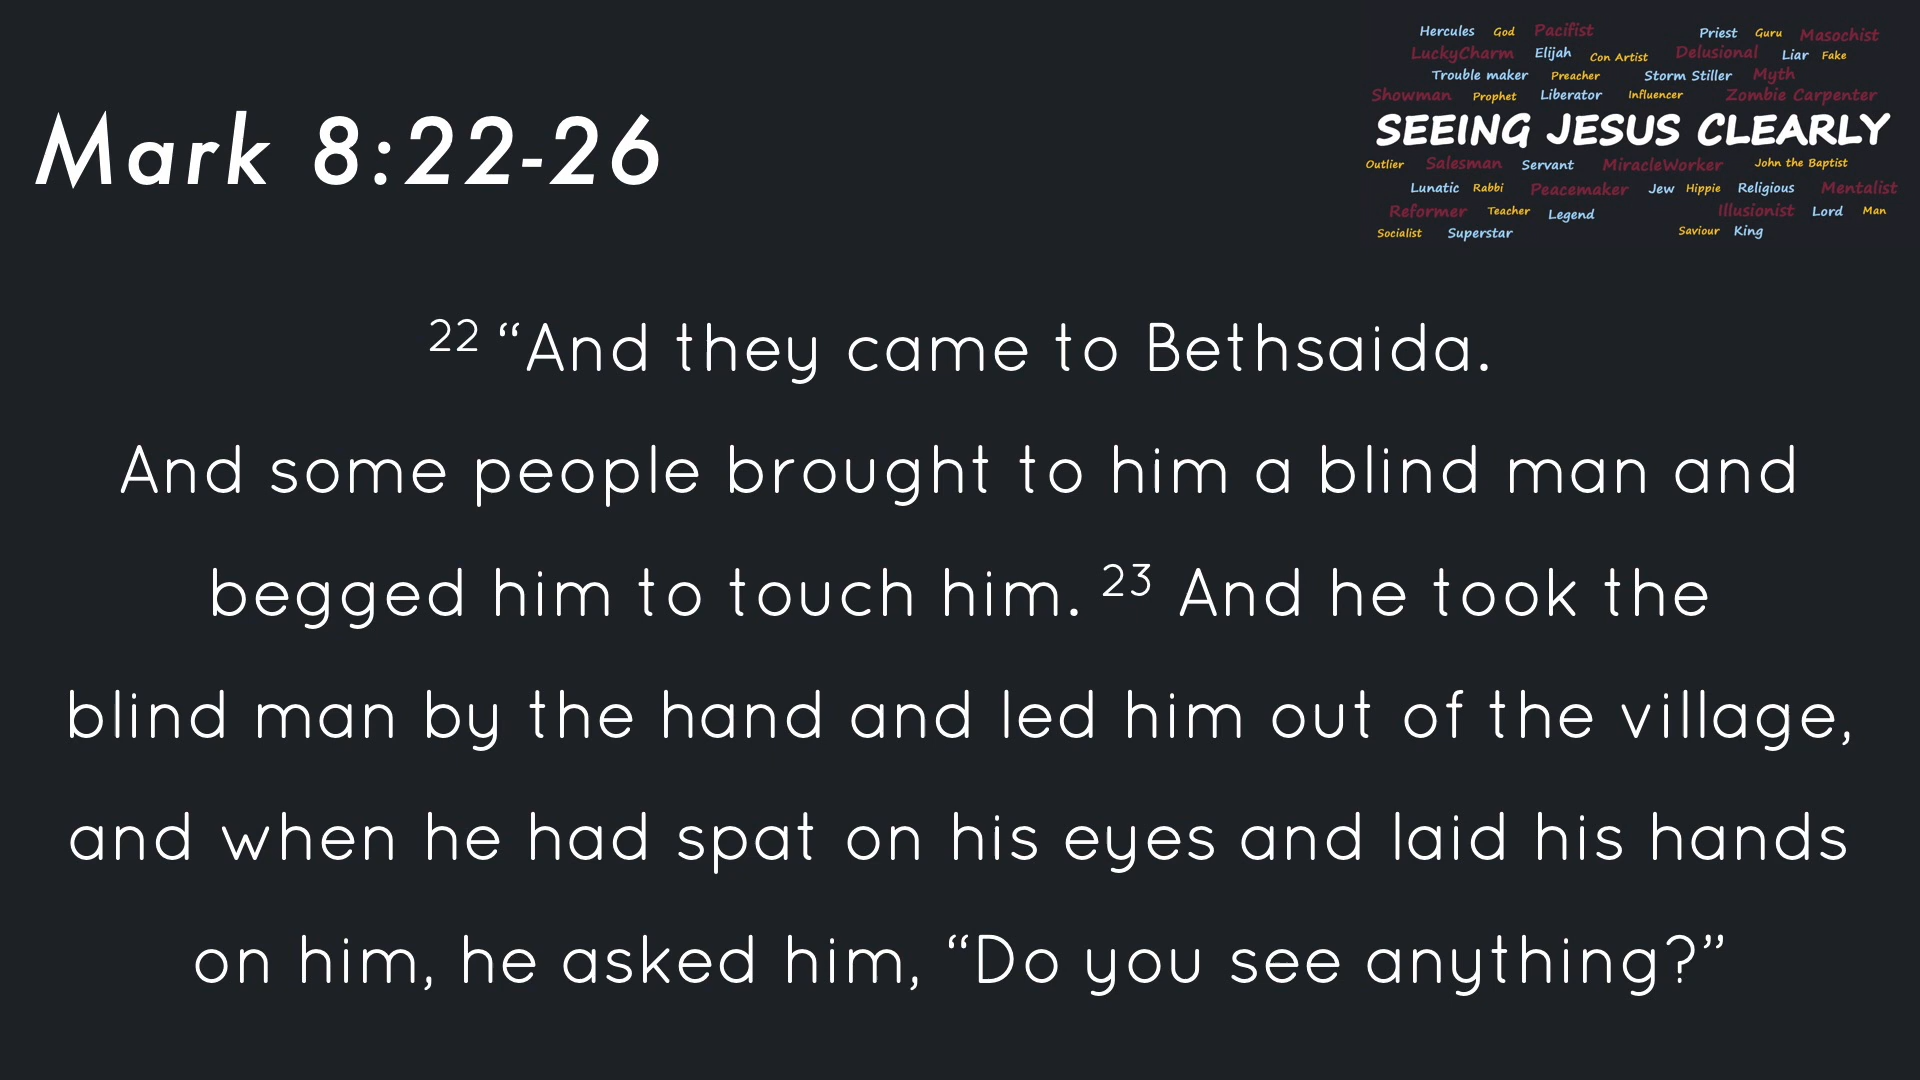 Mark 8:22-26
Hercules God Pacifist Priest Guru Masochist
LuckyCharm Elijah Con Artist Delusional Liar Fake
Trouble maker Preacher Storm Stiller Myth
Showman Prophet Liberator Influencer Zombie Carpenter
SEEING JESUS CLEARLY
Outlier Salesman Servant MiracleWorker John the Baptist
Lunatic Rabbi Peacemaker Jew Hippie Religious Mentalist
Reformer Teacher Legend Illusionist Lord Man
Socialist Superstar Saviour King
22 “And they came to Bethsaida.
And some people brought to him a blind man and
begged him to touch him. 23 And he took the
blind man by the hand and led him out of the village,
and when he had spat on his eyes and laid his hands
on him, he asked him, “Do you see anything?”